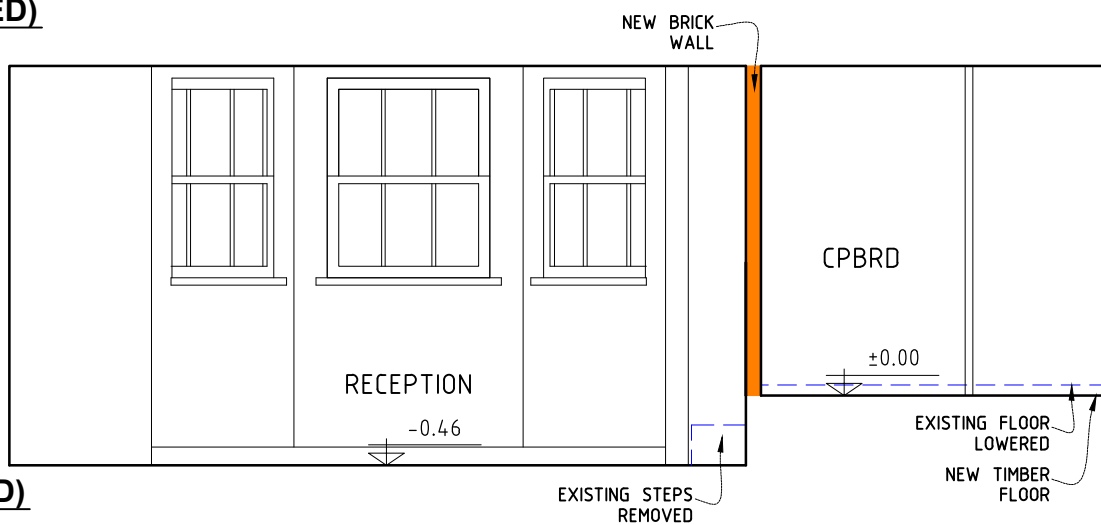 ED)
NEW BRICK
WALL
CPBRD
±0.00
RECEPTION
-0.46
EXISTING FLOOR
LOWERED
NEW TIMBER
FLOOR
EXISTING STEPS
REMOVED
D)